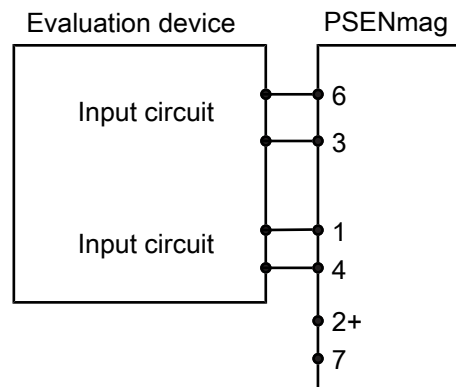 Evaluation device PSENmag
Input circuit 6
3
Input circuit 1
4
2+
7